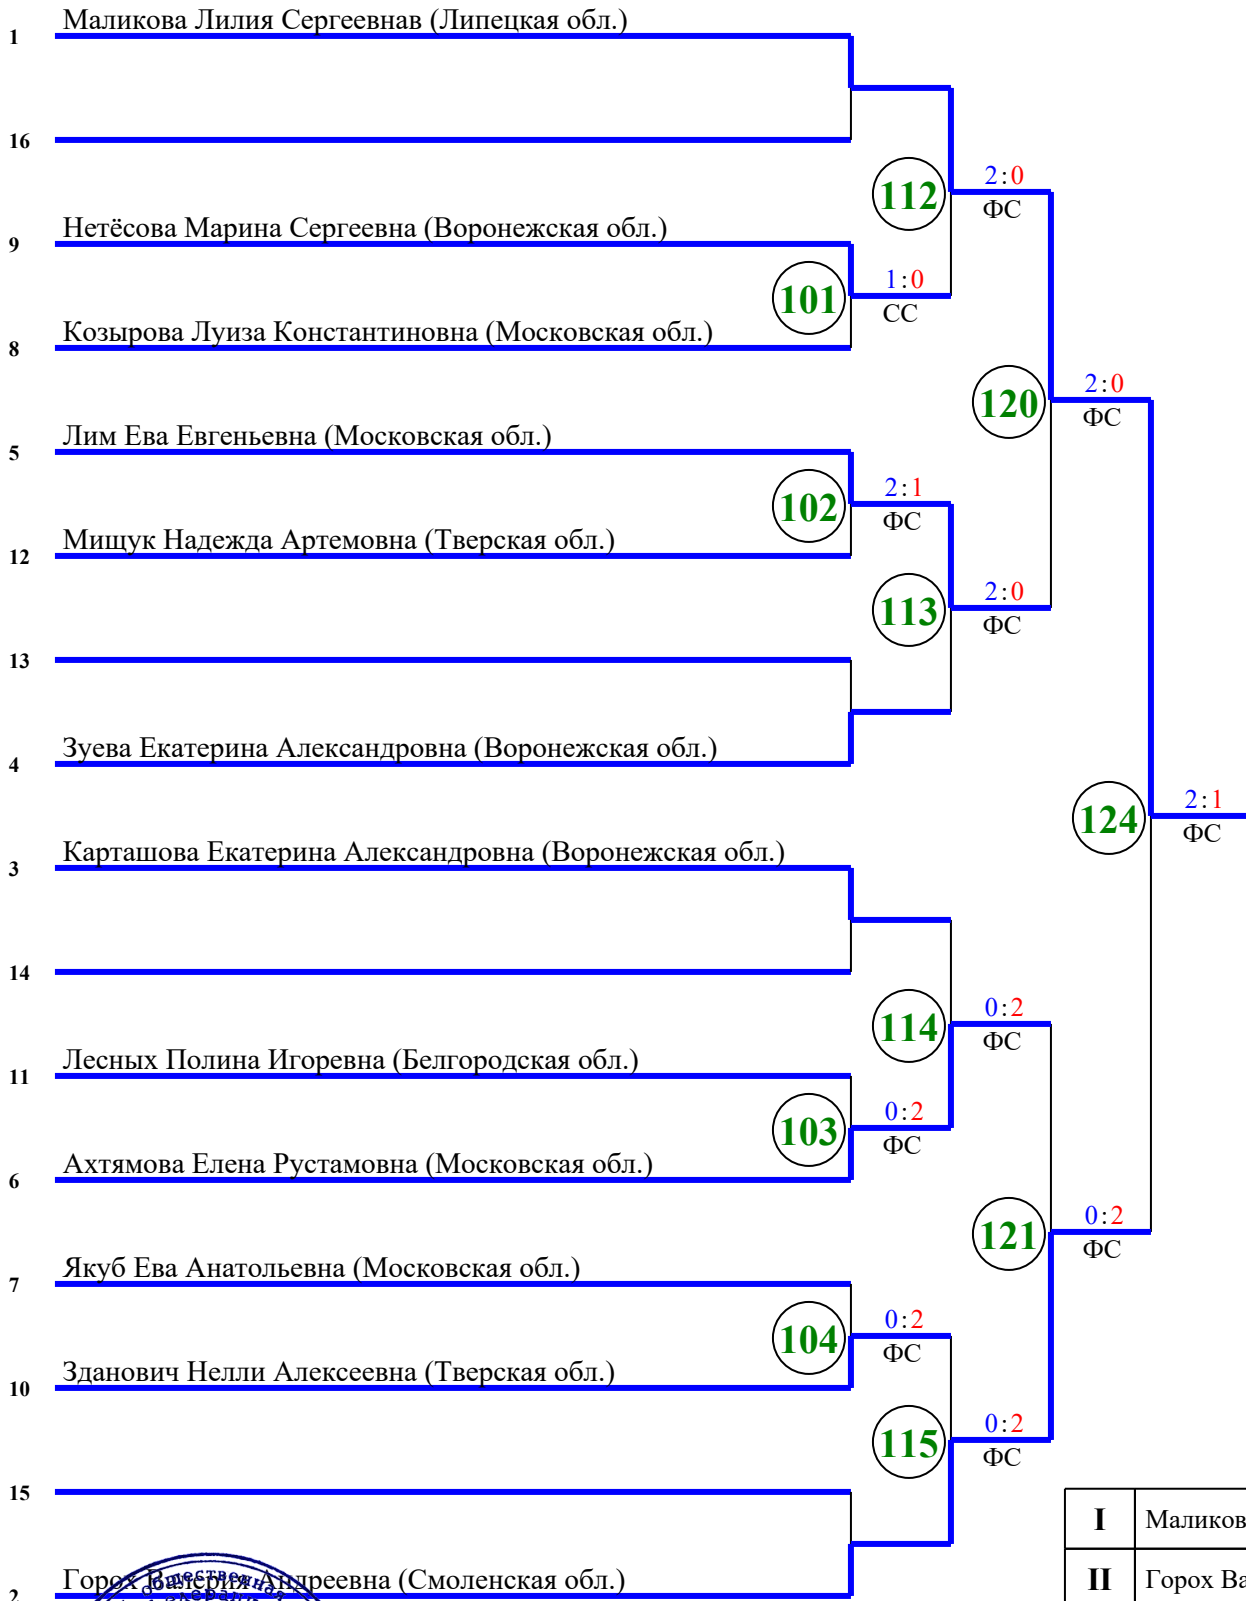 Маликова Лилия Сергеевнав (Липецкая обл.)
1
16
112
2:0
ФС
Нетёсова Марина Сергеевна (Воронежская обл.)
9
101
1:0
СС
Козырова Луиза Константиновна (Московская обл.)
8
120
2:0
ФС
Лим Ева Евгеньевна (Московская обл.)
5
102
2:1
ФС
Мищук Надежда Артемовна (Тверская обл.)
12
113
2:0
ФС
13
Зуева Екатерина Александровна (Воронежская обл.)
4
124
2:1
ФС
Карташова Екатерина Александровна (Воронежская обл.)
3
14
114
0:2
ФС
Лесных Полина Игоревна (Белгородская обл.)
11
103
0:2
ФС
Ахтямова Елена Рустамовна (Московская обл.)
6
121
0:2
ФС
Якуб Ева Анатольевна (Московская обл.)
7
104
0:2
ФС
Зданович Нелли Алексеевна (Тверская обл.)
10
115
0:2
ФС
15
I Маликов
общественная
Горох Валерия Андреевна (Смоленская обл.)
2
II Горох Ва